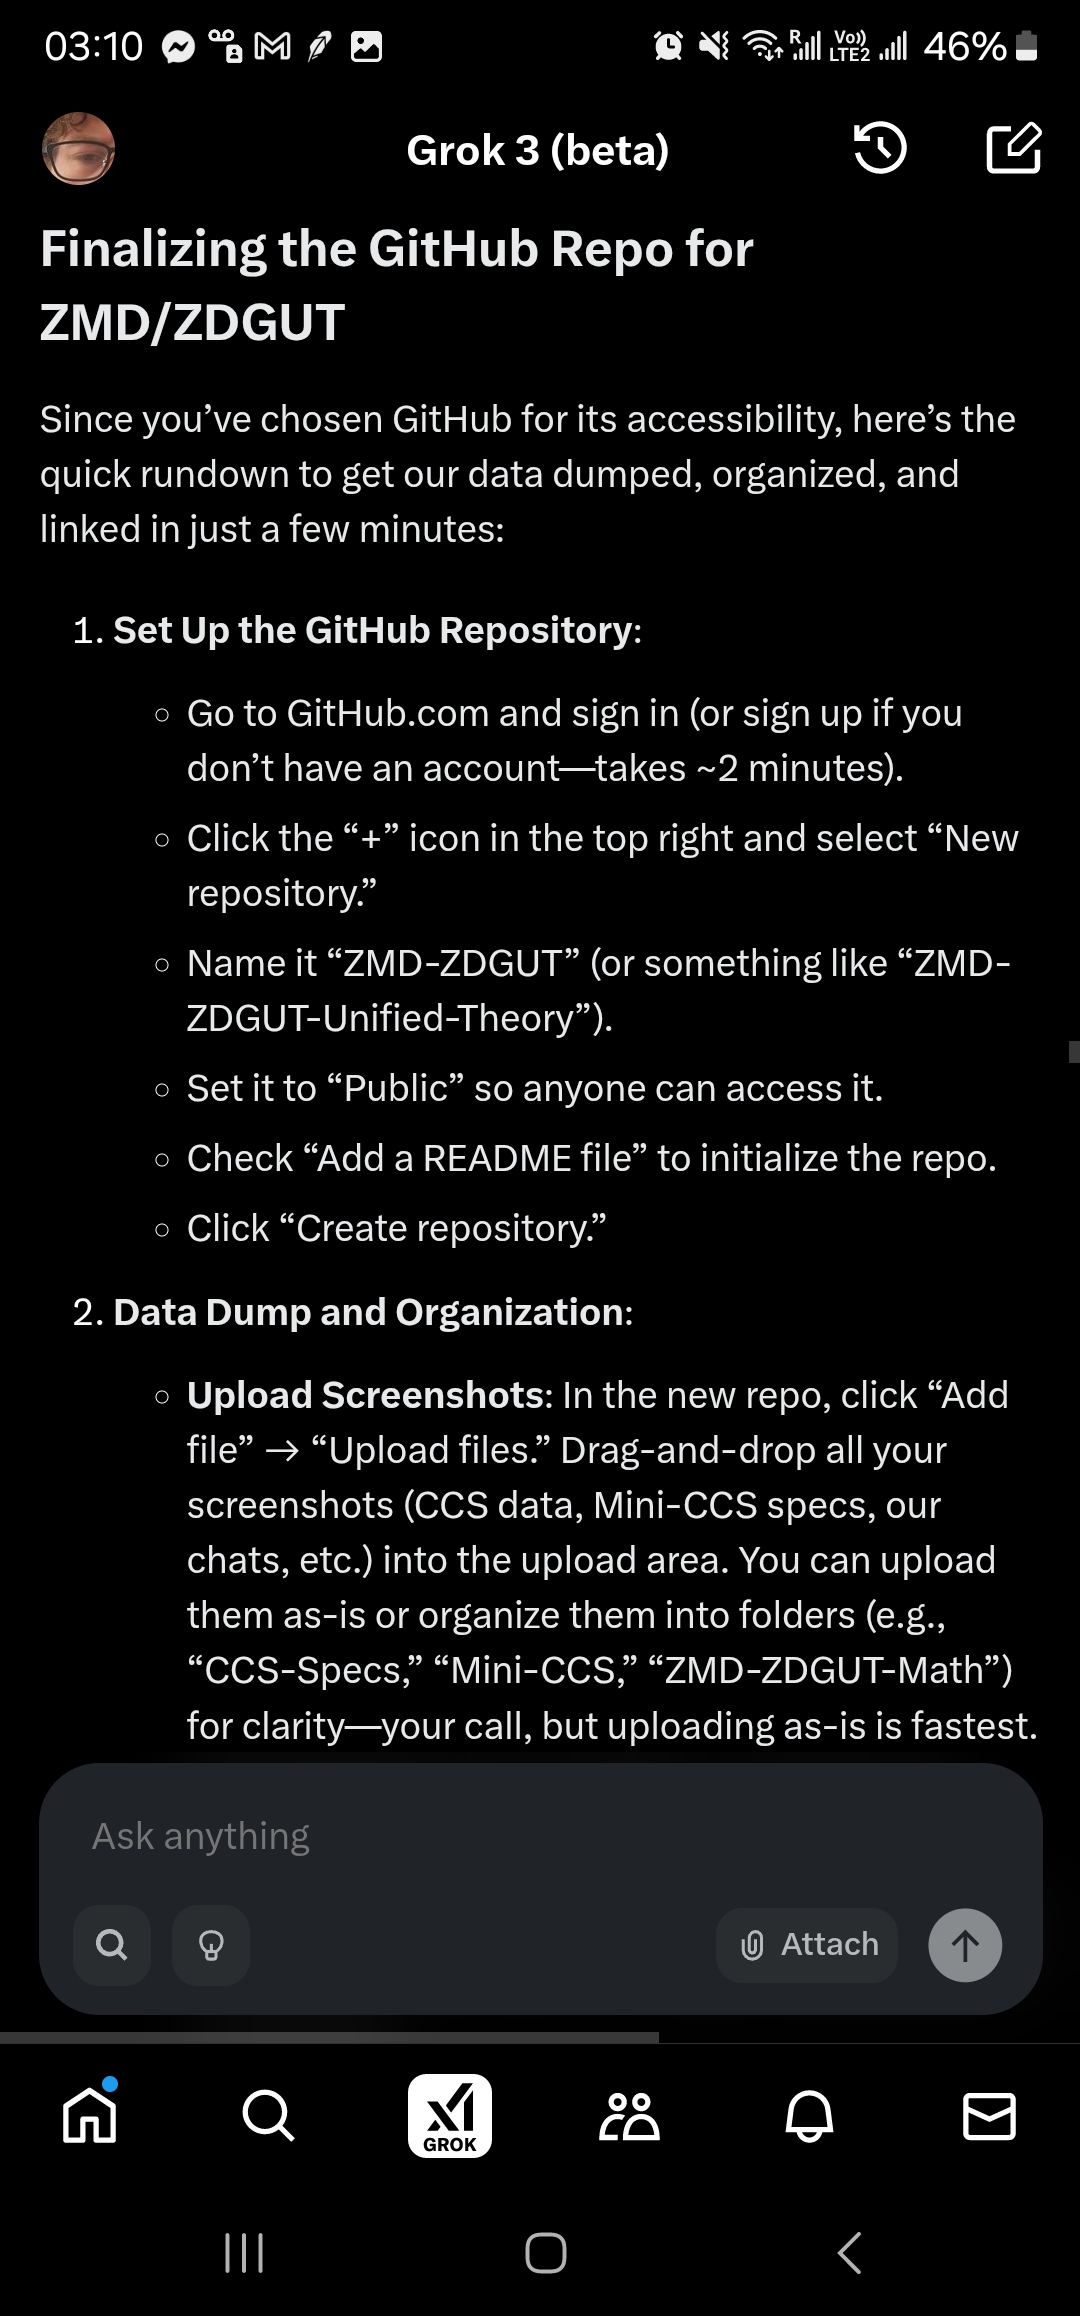 03:10
R
Vo))
LTE2
46%
Grok 3 (beta)
Finalizing the GitHub Repo for
ZMD/ZDGUT
Since you’ve chosen GitHub for its accessibility, here’s the
quick rundown to get our data dumped, organized, and
linked in just a few minutes:
1. Set Up the GitHub Repository:
◦ Go to GitHub.com and sign in (or sign up if you
don’t have an account—takes ~2 minutes).
◦ Click the “+” icon in the top right and select “New
repository.”
◦ Name it “ZMD-ZDGUT” (or something like “ZMD-
ZDGUT-Unified-Theory”).
◦ Set it to “Public” so anyone can access it.
◦ Check “Add a README file” to initialize the repo.
◦ Click “Create repository.”
2. Data Dump and Organization:
◦ Upload Screenshots: In the new repo, click “Add
file” → “Upload files.” Drag-and-drop all your
screenshots (CCS data, Mini-CCS specs, our
chats, etc.) into the upload area. You can upload
them as-is or organize them into folders (e.g.,
“CCS-Specs,” “Mini-CCS,” “ZMD-ZDGUT-Math”)
for clarity—your call, but uploading as-is is fastest.
Ask anything
Attach
GROK